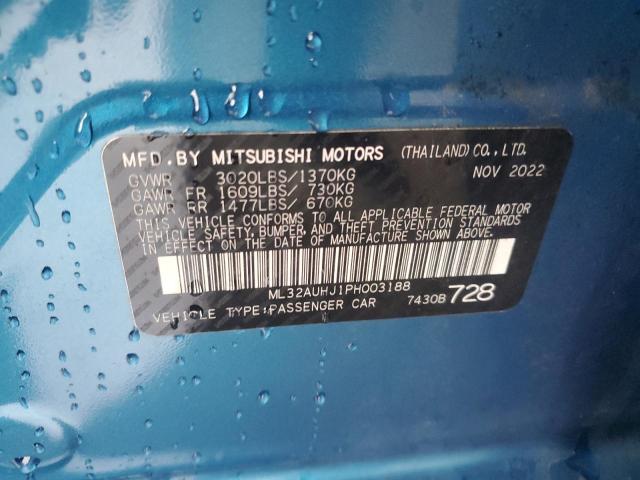 MFD.BY MITSUBISHI MOTORS (THAILAND) CO., LTD.
GVWR 3020LBS/1370KG NOV 2022
GAWR FR 1609LBS/ 730KG
GAWR RR 1477LBS/ 670KG
THIS VEHICLE CONFORMS TO ALL APPLICABLE FEDERAL MOTOR
VEHICLE SAFETY, BUMPER, AND THEFT PREVENTION STANDARDS
IN EFFECT ON THE DATE OF MANUFACTURE SHOWN ABOVE.
ML32AUHJ1PH003188
VEHICLE TYPE:PASSENGER CAR 7430B 728